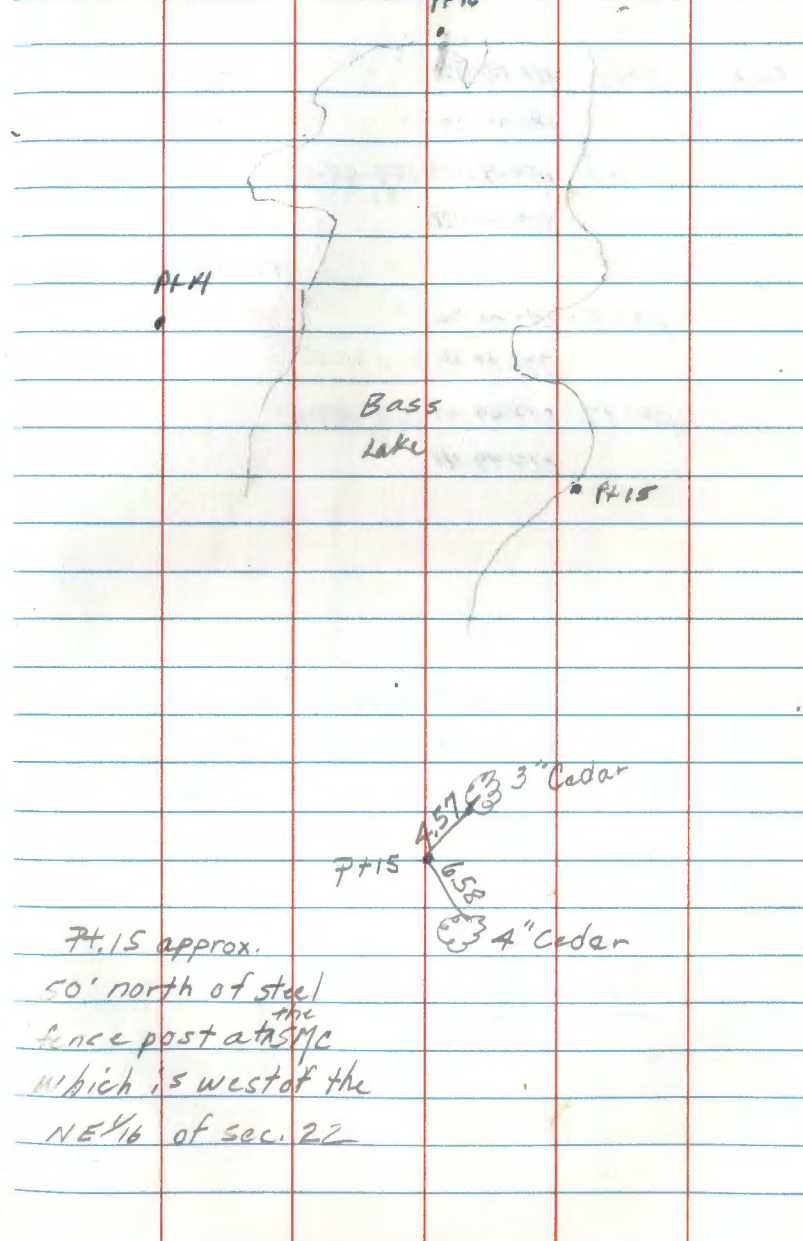 Pt 16
Pt 14
Bass
Lake
Pt 15
3" Cedar
4.57
Pt 15
6.58
4" Cedar
Pt. 15 approx.
50' north of steel
the
fence post at SMC
which is west of the
NE 1/16 of sec. 22